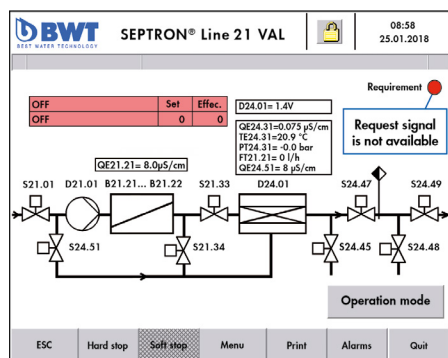 BWT
BEST WATER TECHNOLOGY
SEPTRON® Line 21 VAL
08:58
25.01.2018
Requirement
Request signal
is not available
OFF Set Effec.
OFF 0 0
D24.01= 1.4V
QE24.31=0.075 µS/cm
TE24.31=20.9 °C
PT24.31= -0.0 bar
FT21.21= 0 l/h
QE24.51= 8 µS/cm
QE21.21= 8.0µS/cm
S21.01 D21.01 B21.21... B21.22 S21.33 D24.01 S24.47 S24.49
S24.51 S21.34 S24.45 S24.48
Operation mode
ESC Hard stop Soft stop Menu Print Alarms Quit